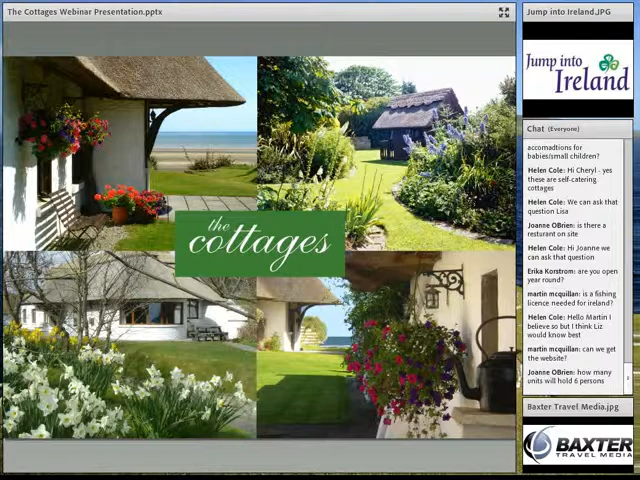 The Cottages Webinar Presentation.pptx
the
cottages
Jump into Ireland.JPG
Jump into
Ireland
Chat (Everyone)
accomadtions for
babies/small children?
Helen Cole: Hi Cheryl - yes
these are self-catering
cottages
Helen Cole: We can ask that
question Lisa
Joanne OBrien: is there a
resturant on site
Helen Cole: Hi Joanne we
can ask that question
Erika Korstrom: are you open
year round?
martin mcquillan: is a fishing
licence needed for ireland?
Helen Cole: Hello Martin I
believe so but I think Liz
would know best
martin mcquillan: can we get
the website?
Joanne OBrien: how many
units will hold 6 persons
Baxter Travel Media.jpg
BAXTER
TRAVEL MEDIA